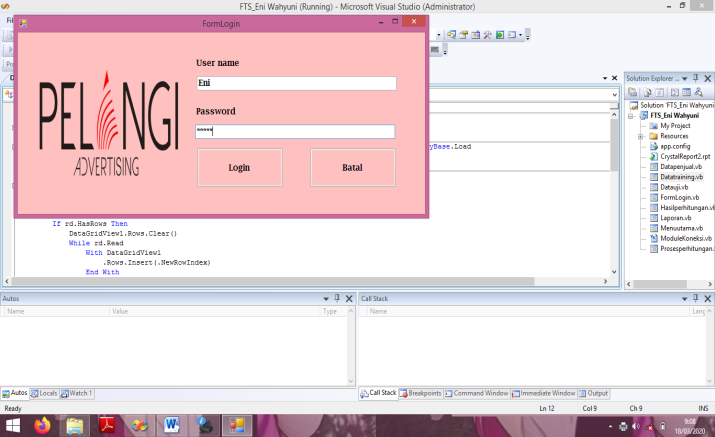 FTS_Eni Wahyuni (Running) - Microsoft Visual Studio (Administrator)
FormLogin
PELANGI
ADVERTISING
User name
Eni
Password
*****
Login
Batal
yBase.Load
If rd.HasRows Then
DataGridView1.Rows.Clear()
While rd.Read
With DataGridView1
.Rows.Insert(.NewRowIndex)
End With
Solution Explorer...
Solution 'FTS_Eni Wahyuni
FTS_Eni Wahyuni
My Project
Resources
app.config
CrystalReport2.rpt
Datapenjual.vb
Datatraining.vb
Datauji.vb
FormLogin.vb
Hasilperhitungan.vb
Laporan.vb
Menuutama.vb
ModuleKoneksi.vb
Prosesperhitungan.vb
Autos
Name Value Type
Autos Locals Watch 1
Call Stack
Name Lang
Call Stack Breakpoints Command Window Immediate Window Output
Ready Ln 12 Col 9 Ch 9 INS
9:08
18/03/2020